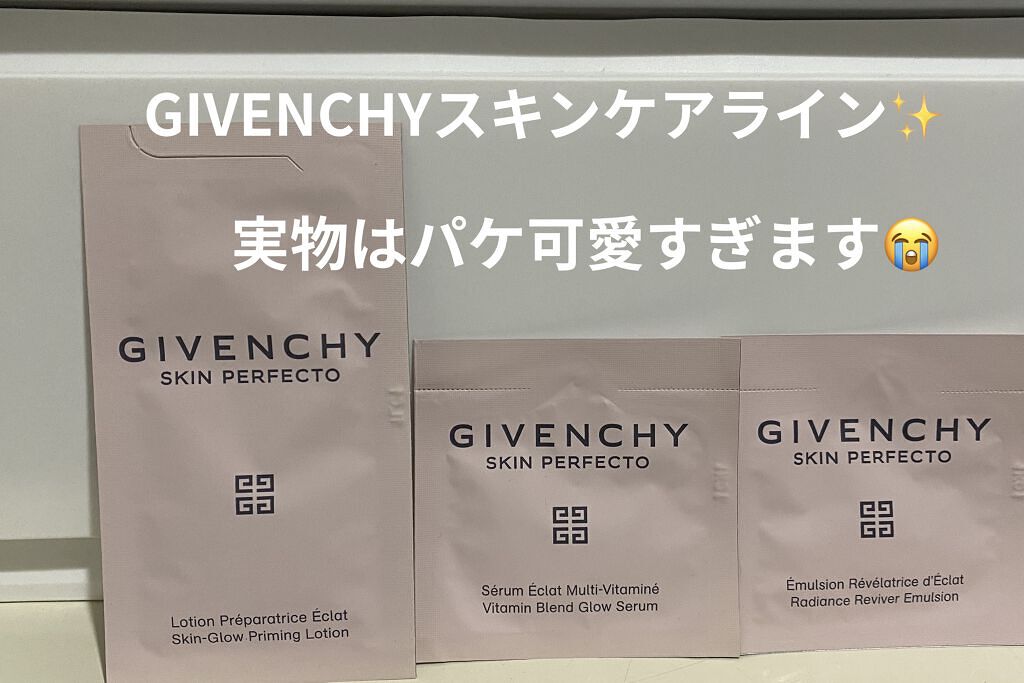 GIVENCHYスキンケアライン✨
実物はパケ可愛すぎます😭
GIVENCHY
SKIN PERFECTO
Lotion Préparatrice Éclat
Skin-Glow Priming Lotion
GIVENCHY
SKIN PERFECTO
Sérum Éclat Multi-Vitaminé
Vitamin Blend Glow Serum
GIVENCHY
SKIN PERFECTO
Émulsion Révélatrice d'Éclat
Radiance Reviver Emulsion